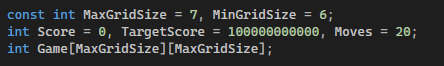 const int MaxGridSize = 7, MinGridSize = 6;
int Score = 0, TargetScore = 100000000000, Moves = 20;
int Game[MaxGridSize][MaxGridSize];